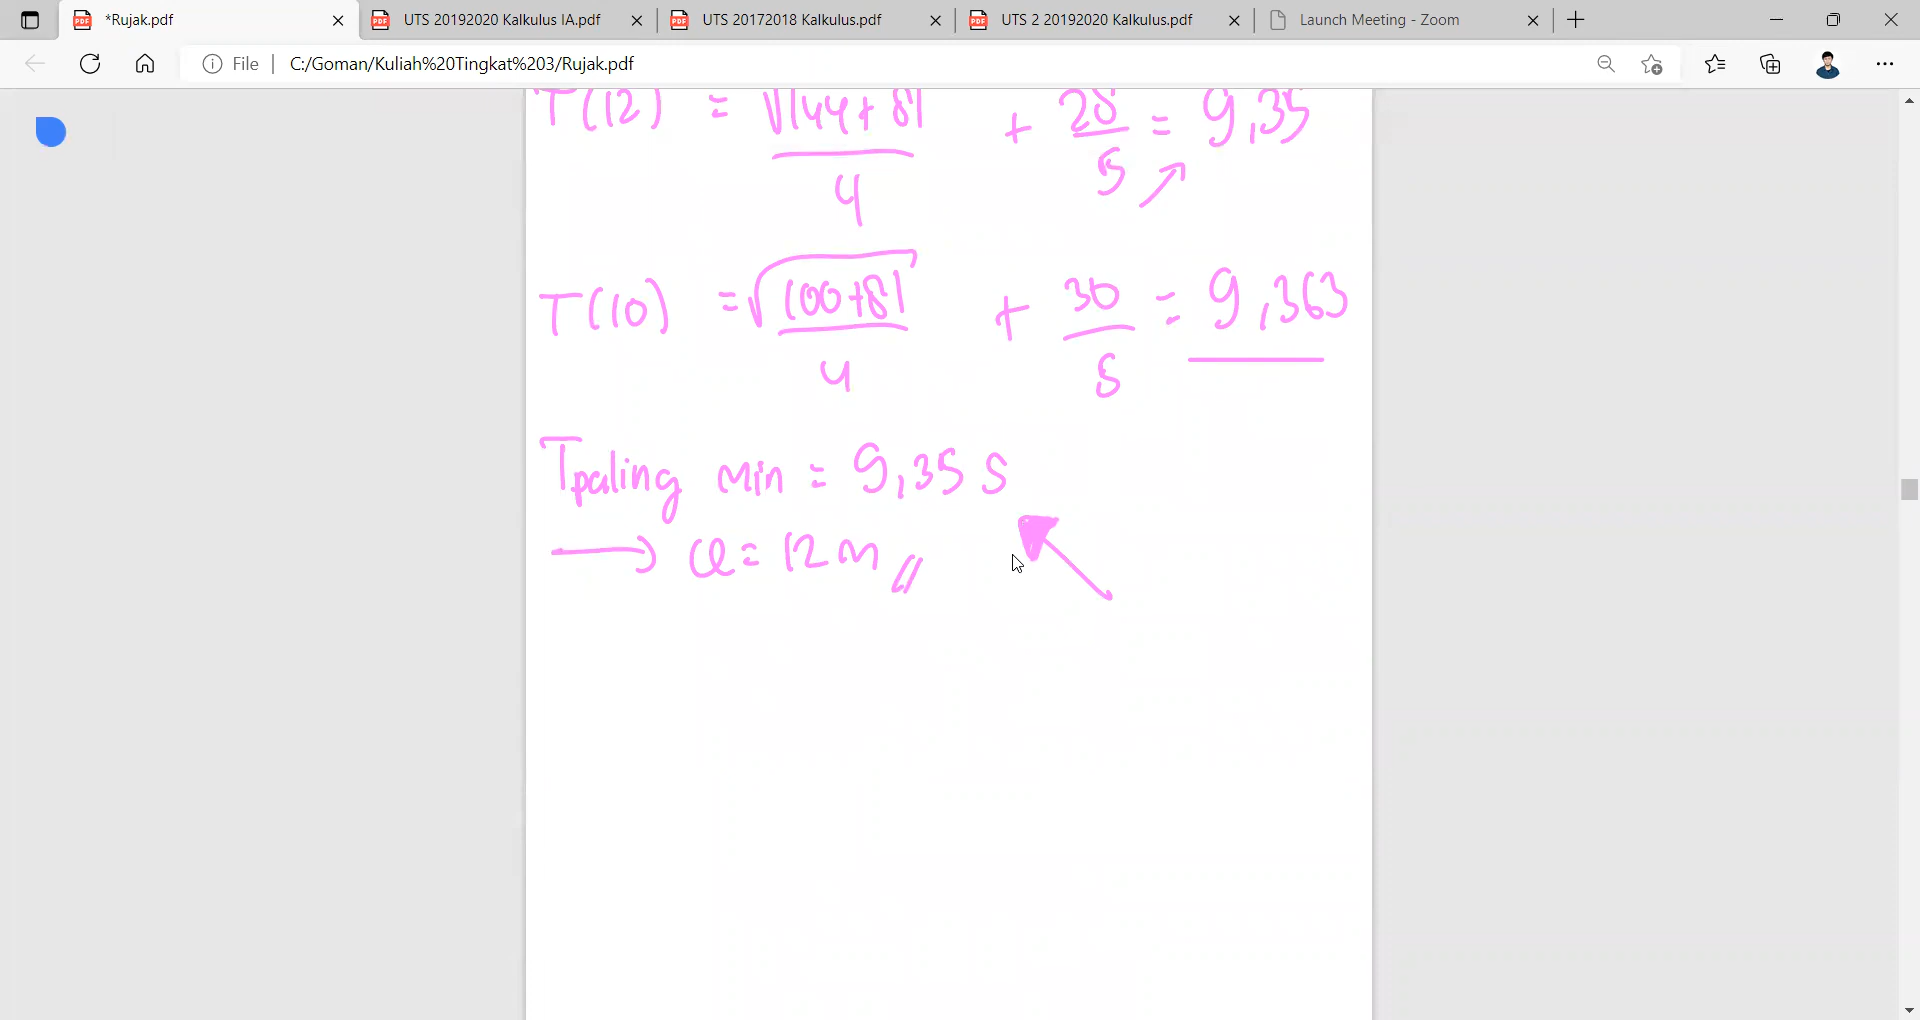 *Rujak.pdf
UTS 20192020 Kalkulus IA.pdf
UTS 20172018 Kalkulus.pdf
UTS 2 20192020 Kalkulus.pdf
Launch Meeting - Zoom
File | C:/Goman/Kuliah%20Tingkat%203/Rujak.pdf
T(12) = √144+81 / 4 + 28 / 5 = 9,35
T(10) = √100+81 / 4 + 30 / 5 = 9,363
Tpaling min = 9,35 s
→ x = 12 m //